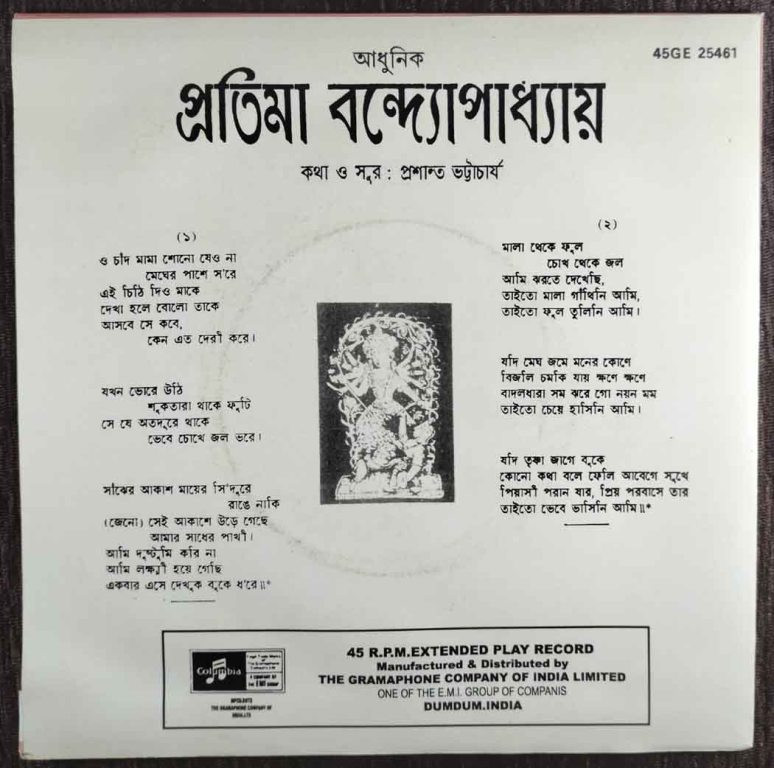 45GE 25461
আধুনিক
প্রতিমা বন্দ্যোপাধ্যায়
কথা ও সুর : প্রশান্ত ভট্টাচার্য
(১)
ও চাঁদ মামা শোনো যেও না
মেঘের পাশে স'রে
এই চিঠি দিও মাকে
দেখা হলে বোলো তাকে
আসবে সে কবে,
কেন এত দেরী করে।
যখন ভোরে উঠি
শুকতারা থাকে ফুটি
সে যে অতদূরে থাকে
ভেবে চোখে জল ভরে।
সাঁঝের আকাশ মায়ের সিঁদুরে
রাঙে নাকি
(জেনো) সেই আকাশে উড়ে গেছে
আমার সাধের পাখী।
আমি দুষ্টুমি করি না
আমি লক্ষ্মী হয়ে গেছি
একবার এসে দেখুক বুকে ধ'রে॥*
(২)
মালা থেকে ফুল
চোখ থেকে জল
আমি ঝরতে দেখেছি,
তাইতো মালা গাঁথিনি আমি,
তাইতো ফুল তুলিনি আমি।
যদি মেঘ জমে মনের কোণে
বিজলি চমকি যায় ক্ষণে ক্ষণে
বাদলধারা সম ঝরে গো নয়ন মম
তাইতো চেয়ে হাসিনি আমি।
যদি তৃষ্ণা জাগে বুকে
কোনো কথা বলে ফেলি আবেগে সুখে
পিয়াসী পরান যার, প্রিয় পরবাসে তার
তাইতো ভেবে ভাসিনি আমি॥*
Columbia
45 R.P.M.EXTENDED PLAY RECORD
Manufactured & Distributed by
THE GRAMAPHONE COMPANY OF INDIA LIMITED
ONE OF THE E.M.I. GROUP OF COMPANIS
DUMDUM.INDIA